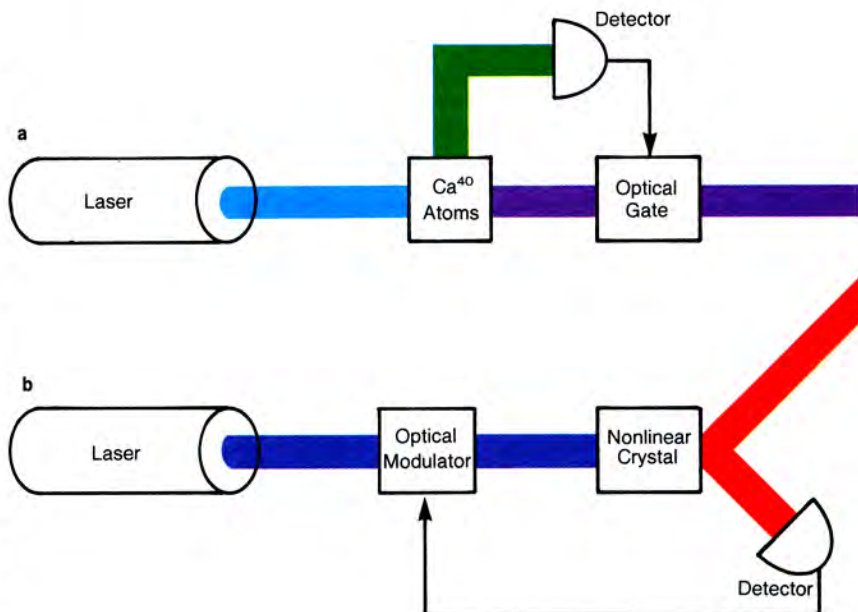 Detector
a
Laser
Ca⁴⁰
Atoms
Optical
Gate
b
Laser
Optical
Modulator
Nonlinear
Crystal
Detector